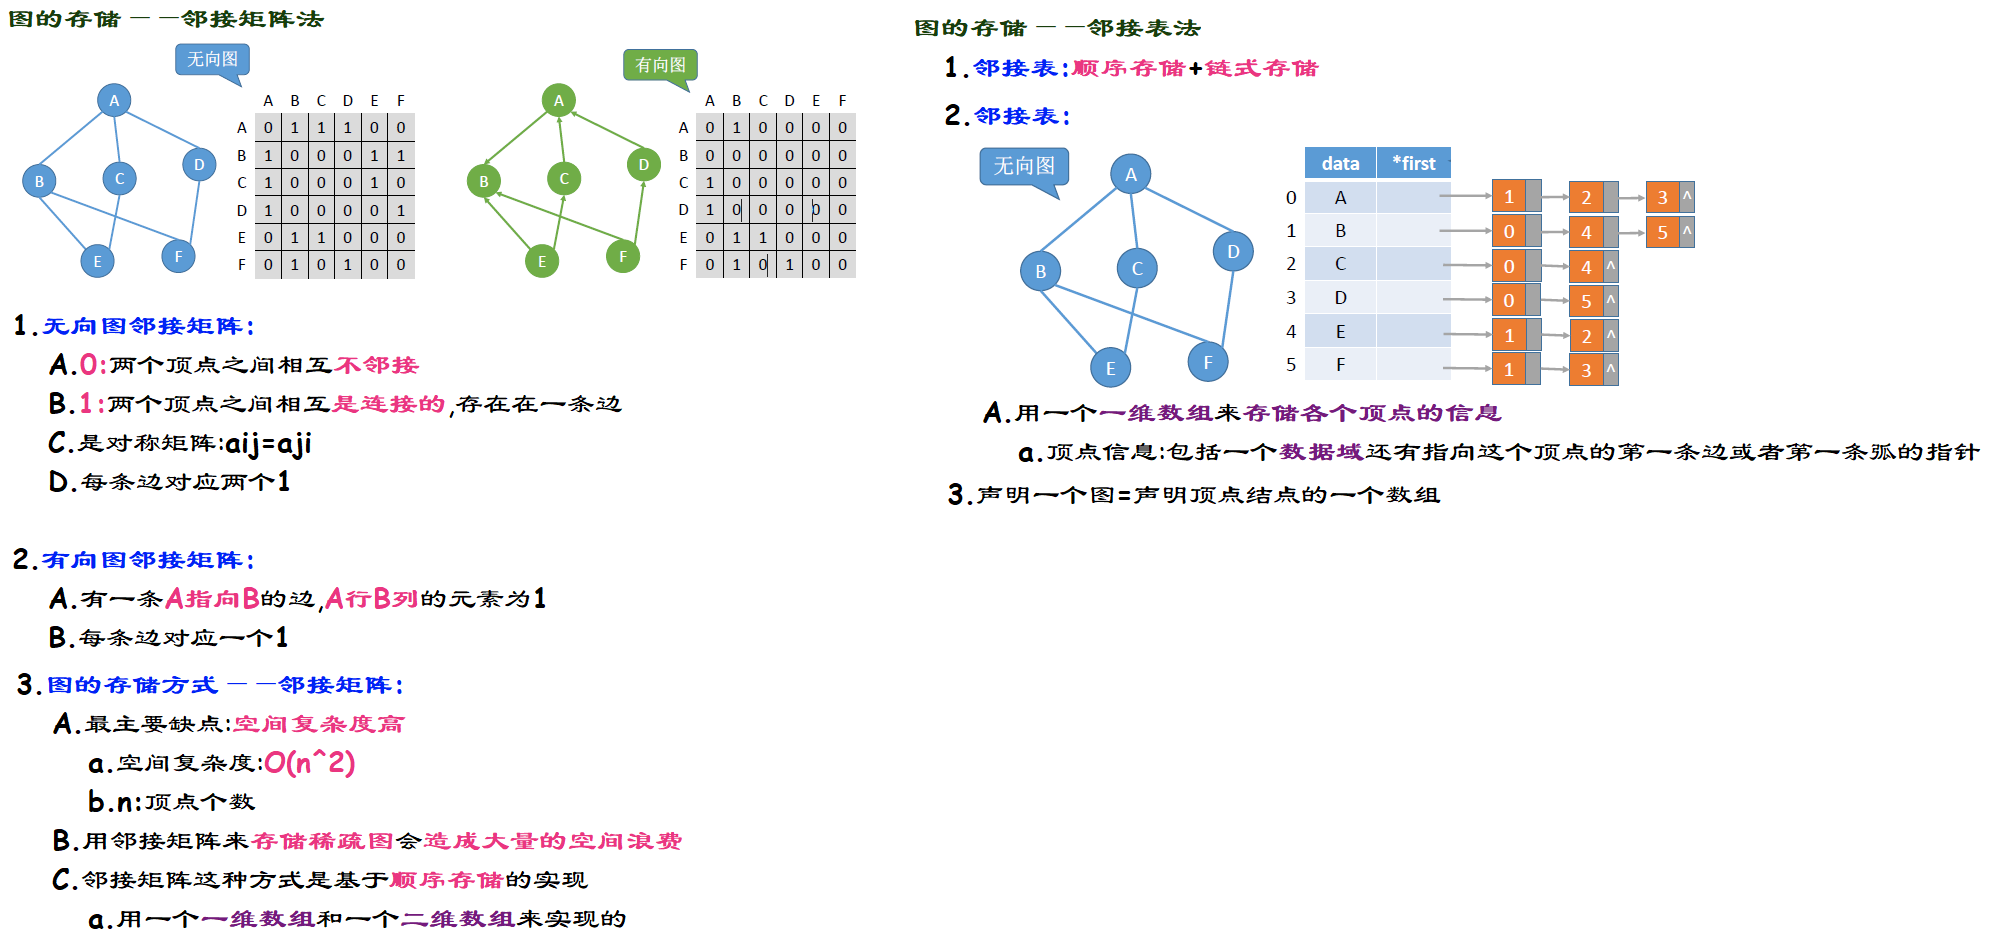 图的存储——邻接矩阵法
无向图
A
B
C
D
E
F
A B C D E F
A 0 1 1 1 0 0
B 1 0 0 0 1 1
C 1 0 0 0 1 0
D 1 0 0 0 0 1
E 0 1 1 0 0 0
F 0 1 0 1 0 0
有向图
A
B
C
D
E
F
A B C D E F
A 0 1 0 0 0 0
B 0 0 0 0 0 0
C 1 0 0 0 0 0
D 1 0 0 0 0 0
E 0 1 1 0 0 0
F 0 1 0 1 0 0
1.无向图邻接矩阵:
A.0:两个顶点之间相互不邻接
B.1:两个顶点之间相互是连接的,存在在一条边
C.是对称矩阵:aij=aji
D.每条边对应两个1
2.有向图邻接矩阵:
A.有一条A指向B的边,A行B列的元素为1
B.每条边对应一个1
3.图的存储方式——邻接矩阵:
A.最主要缺点:空间复杂度高
a.空间复杂度:O(n^2)
b.n:顶点个数
B.用邻接矩阵来存储稀疏图会造成大量的空间浪费
C.邻接矩阵这种方式是基于顺序存储的实现
a.用一个一维数组和一个二维数组来实现的
图的存储——邻接表法
1.邻接表:顺序存储+链式存储
2.邻接表:
无向图
A
B
C
D
E
F
data *first
0 A 1 2 3 ^
1 B 0 4 5 ^
2 C 0 4 ^
3 D 0 5 ^
4 E 1 2 ^
5 F 1 3 ^
A.用一个一维数组来存储各个顶点的信息
a.顶点信息:包括一个数据域还有指向这个顶点的第一条边或者第一条弧的指针
3.声明一个图=声明顶点结点的一个数组